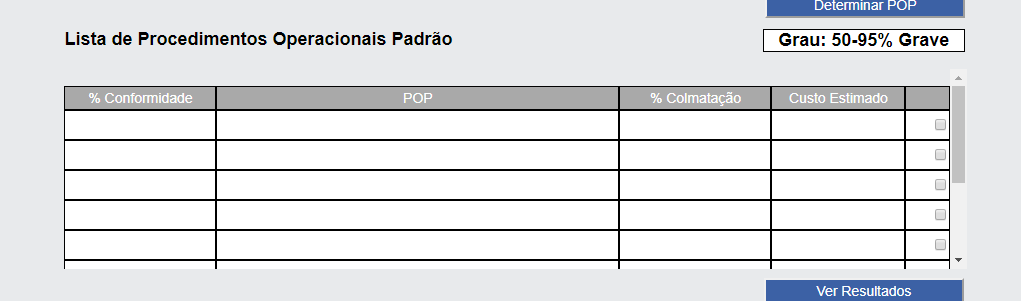 Determinar POP
Lista de Procedimentos Operacionais Padrão
Grau: 50-95% Grave
% Conformidade POP % Colmatação Custo Estimado
Ver Resultados